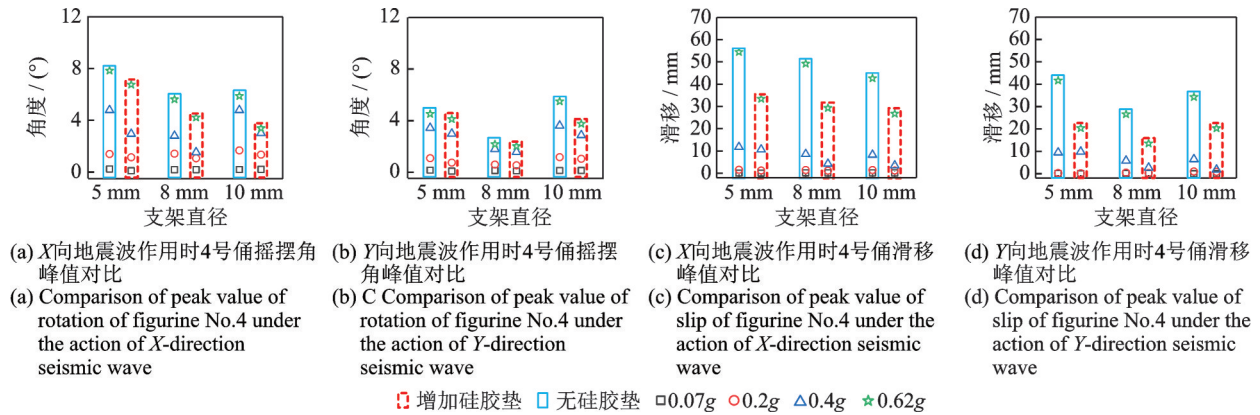 12
8
4
0
角度 / (°)
5 mm 8 mm 10 mm
支架直径
(a) X向地震波作用时4号俑摇摆角
峰值对比
(a) Comparison of peak value of
rotation of figurine No.4 under
the action of X-direction
seismic wave
12
8
4
0
角度 / (°)
5 mm 8 mm 10 mm
支架直径
(b) Y向地震波作用时4号俑摇摆
角峰值对比
(b) C Comparison of peak value of
rotation of figurine No.4 under
the action of Y-direction
seismic wave
70
60
50
40
30
20
10
0
滑移 / mm
5 mm 8 mm 10 mm
支架直径
(c) X向地震波作用时4号俑滑移
峰值对比
(c) Comparison of peak value of
slip of figurine No.4 under the
action of X-direction seismic
wave
70
60
50
40
30
20
10
0
滑移 / mm
5 mm 8 mm 10 mm
支架直径
(d) Y向地震波作用时4号俑滑移
峰值对比
(d) Comparison of peak value of
slip of figurine No.4 under the
action of Y-direction seismic
wave
增加硅胶垫 无硅胶垫 0.07g 0.2g 0.4g 0.62g